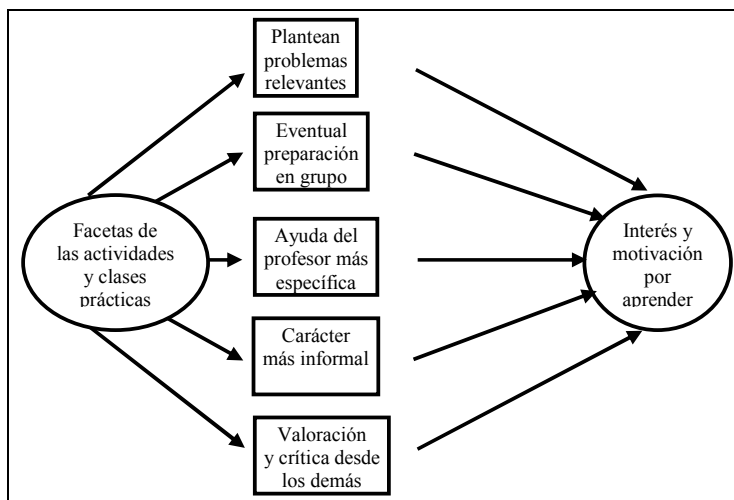 Plantean
problemas
relevantes
Eventual
preparación
en grupo
Facetas de
las actividades
y clases
prácticas
Ayuda del
profesor más
específica
Interés y
motivación
por
aprender
Carácter
más informal
Valoración
y crítica desde
los demás